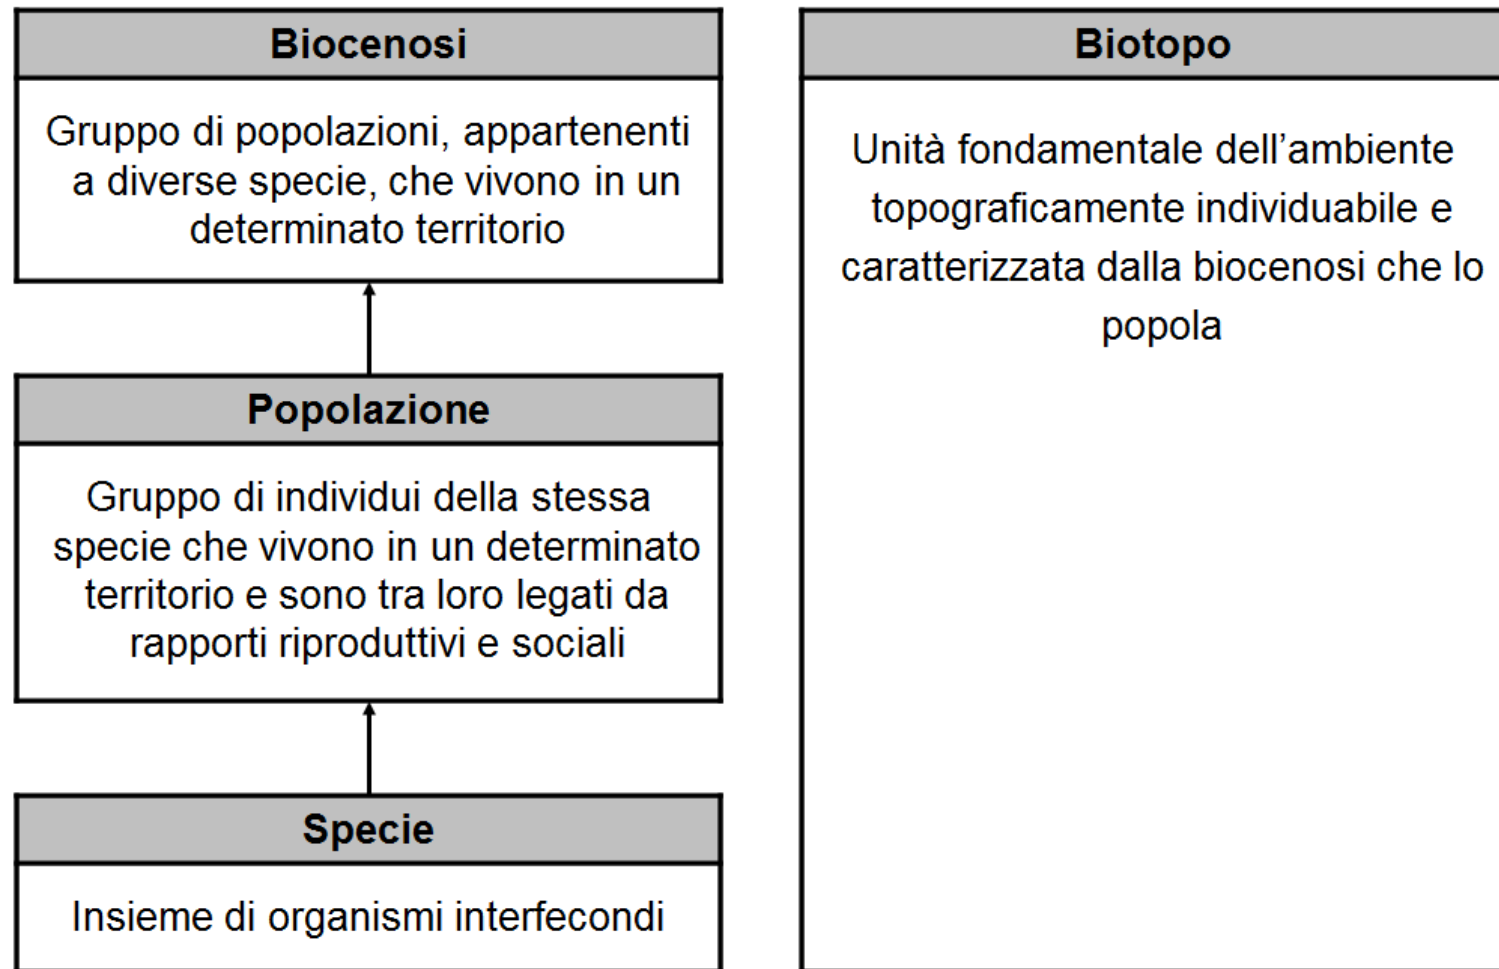 Biocenosi
Gruppo di popolazioni, appartenenti
a diverse specie, che vivono in un
determinato territorio
Popolazione
Gruppo di individui della stessa
specie che vivono in un determinato
territorio e sono tra loro legati da
rapporti riproduttivi e sociali
Specie
Insieme di organismi interfecondi
Biotopo
Unità fondamentale dell’ambiente
topograficamente individuabile e
caratterizzata dalla biocenosi che lo
popola